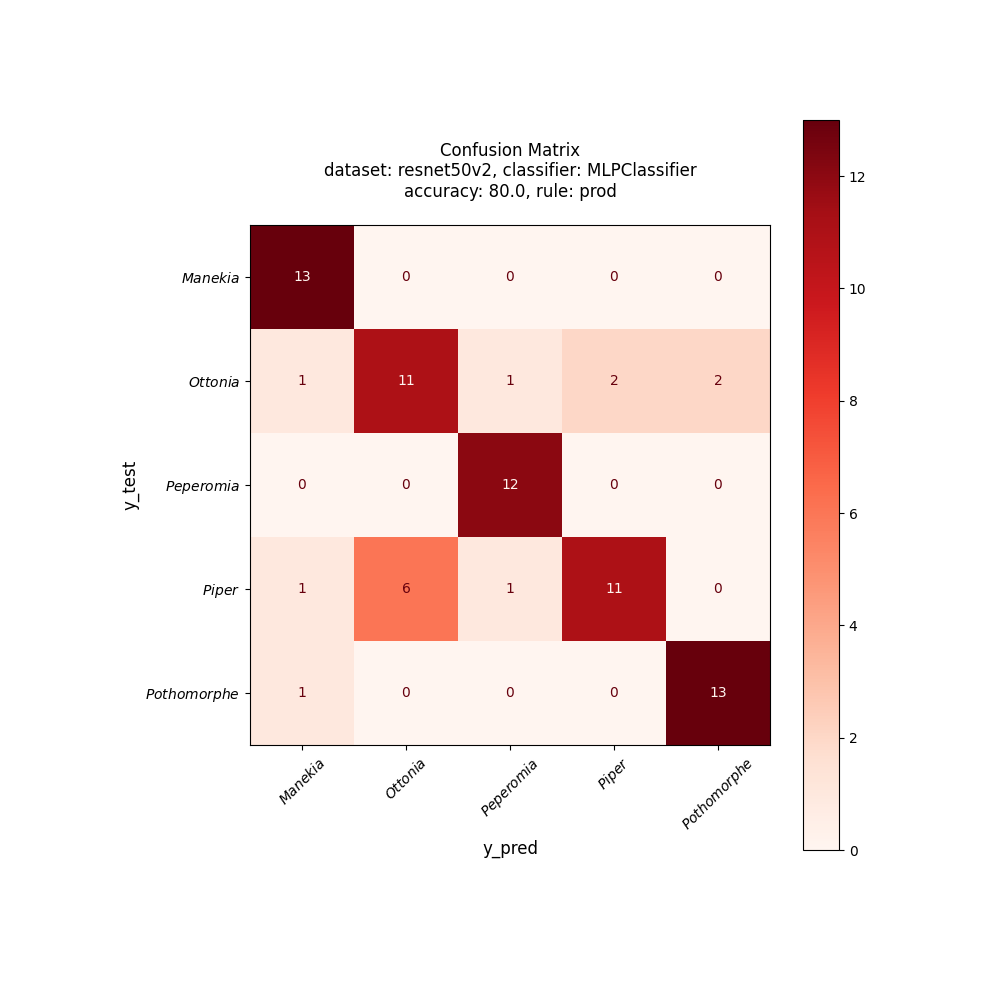 Confusion Matrix
dataset: resnet50v2, classifier: MLPClassifier
accuracy: 80.0, rule: prod
Manekia 13 0 0 0 0
Ottonia 1 11 1 2 2
Peperomia 0 0 12 0 0
Piper 1 6 1 11 0
Pothomorphe 1 0 0 0 13
y_test
Manekia Ottonia Peperomia Piper Pothomorphe
y_pred
12
10
8
6
4
2
0